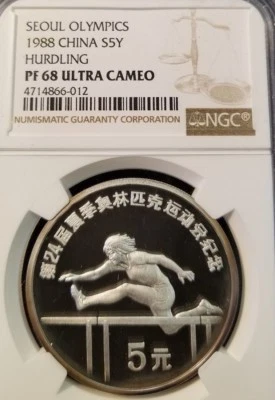 SEOUL OLYMPICS
1988 CHINA S5Y
HURDLING
PF 68 ULTRA CAMEO
4714866-012
NUMISMATIC GUARANTY CORPORATION
NGC®
第24届夏季奥林匹克运动会纪念
5元